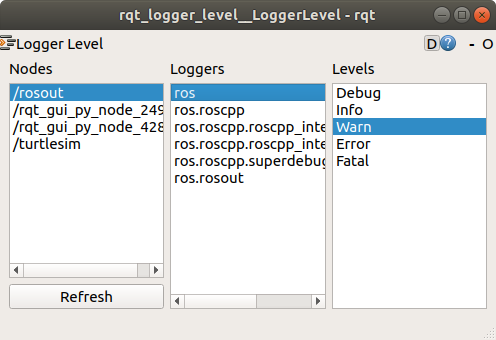 rqt_logger_level__LoggerLevel - rqt
Logger Level
D
?
- O
Nodes
Loggers
Levels
/rosout
/rqt_gui_py_node_249
/rqt_gui_py_node_428
/turtlesim
ros
ros.roscpp
ros.roscpp.roscpp_inte
ros.roscpp.roscpp_inte
ros.roscpp.superdebug
ros.rosout
Debug
Info
Warn
Error
Fatal
Refresh